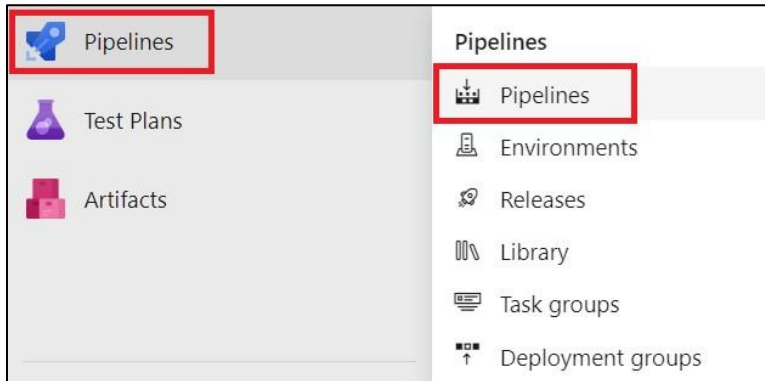 Pipelines
Test Plans
Artifacts
Pipelines
Pipelines
Environments
Releases
Library
Task groups
Deployment groups